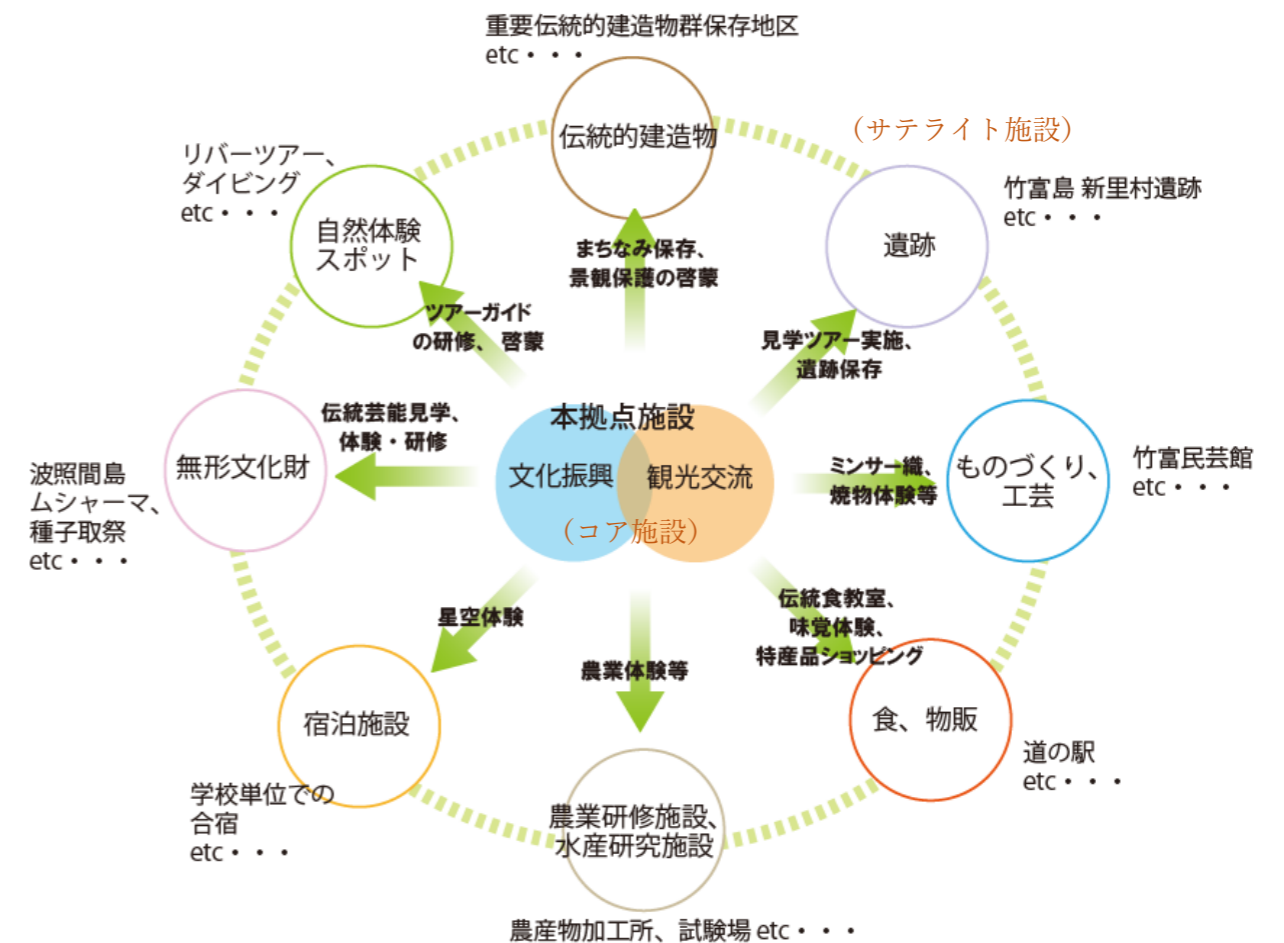 重要伝統的建造物群保存地区
etc・・・
伝統的建造物
（サテライト施設）
リバーツアー、
ダイビング
etc・・・
自然体験
スポット
竹富島 新里村遺跡
etc・・・
遺跡
まちなみ保存、
景観保護の啓蒙
ツアーガイド
の研修、 啓蒙
見学ツアー実施、
遺跡保存
伝統芸能見学、
体験・研修
本拠点施設
文化振興
観光交流
（コア施設）
無形文化財
波照間島
ムシャーマ、
種子取祭
etc・・・
ミンサー織、
焼物体験等
ものづくり、
工芸
竹富民芸館
etc・・・
星空体験
農業体験等
伝統食教室、
味覚体験、
特産品ショッピング
宿泊施設
学校単位での
合宿
etc・・・
食、物販
道の駅
etc・・・
農業研修施設、
水産研究施設
農産物加工所、試験場 etc・・・